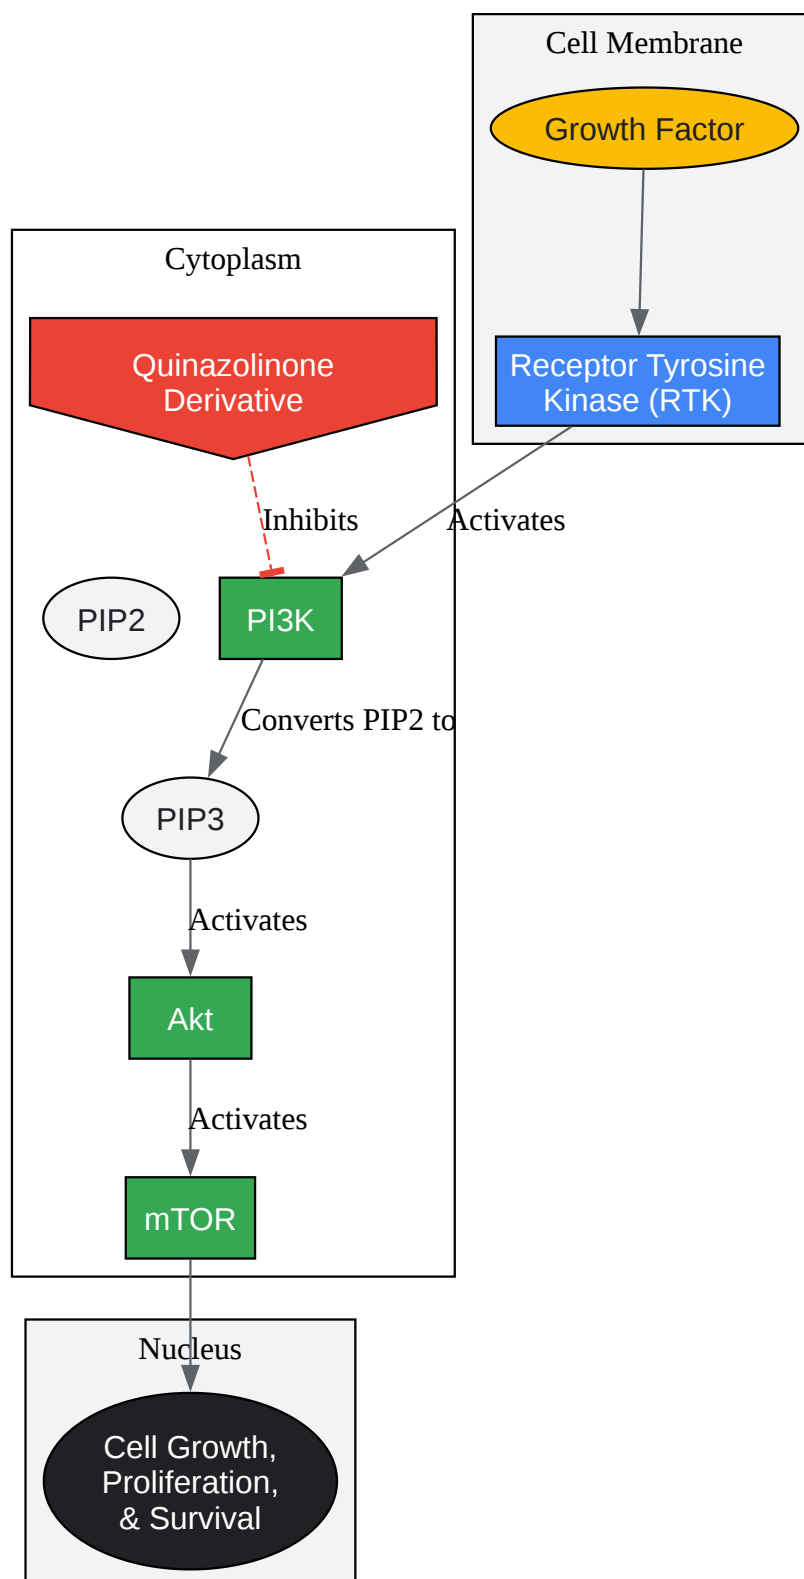 Cell Membrane
Growth Factor
Cytoplasm
Quinazolinone
Derivative
Receptor Tyrosine
Kinase (RTK)
Inhibits
Activates
PIP2
PI3K
Converts PIP2 to
PIP3
Activates
Akt
Activates
mTOR
Nucleus
Cell Growth,
Proliferation,
& Survival